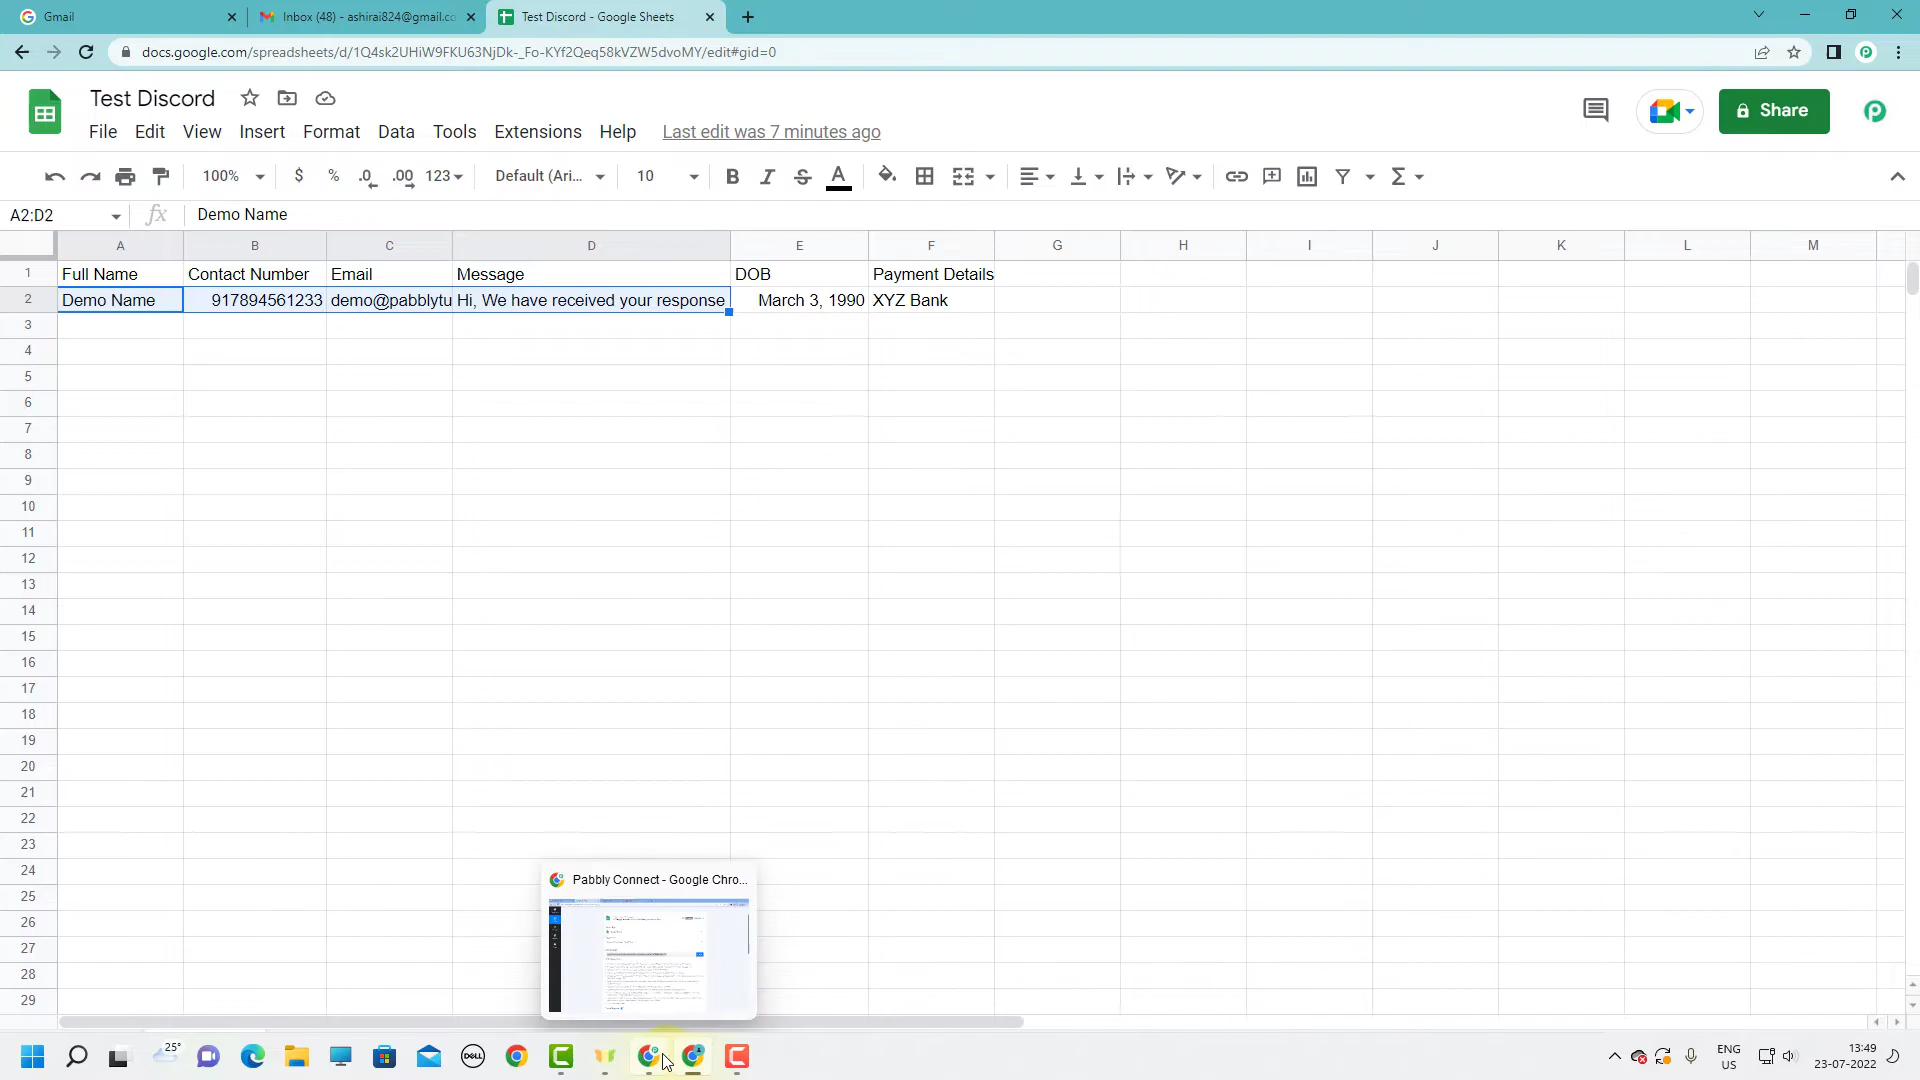 Gmail
Inbox (48) - ashirai824@gmail.co
Test Discord - Google Sheets
docs.google.com/spreadsheets/d/1Q4sk2UHiW9FKU63NjDk-_Fo-KYf2Qeq58kVZW5dvoMY/edit#gid=0
Test Discord
File Edit View Insert Format Data Tools Extensions Help Last edit was 7 minutes ago
Share
100% $ % .0 .00 123 Default (Ari... 10 B I S A
A2:D2 fx Demo Name
A B C D E F G H I J K L M
1 Full Name Contact Number Email Message DOB Payment Details
2 Demo Name 917894561233 demo@pabblytu Hi, We have received your response March 3, 1990 XYZ Bank
3
4
5
6
7
8
9
10
11
12
13
14
15
16
17
18
19
20
21
22
23
24
25
26
27
28
29
Pabbly Connect - Google Chro...
25°
DELL
ENG
US
13:49
23-07-2022